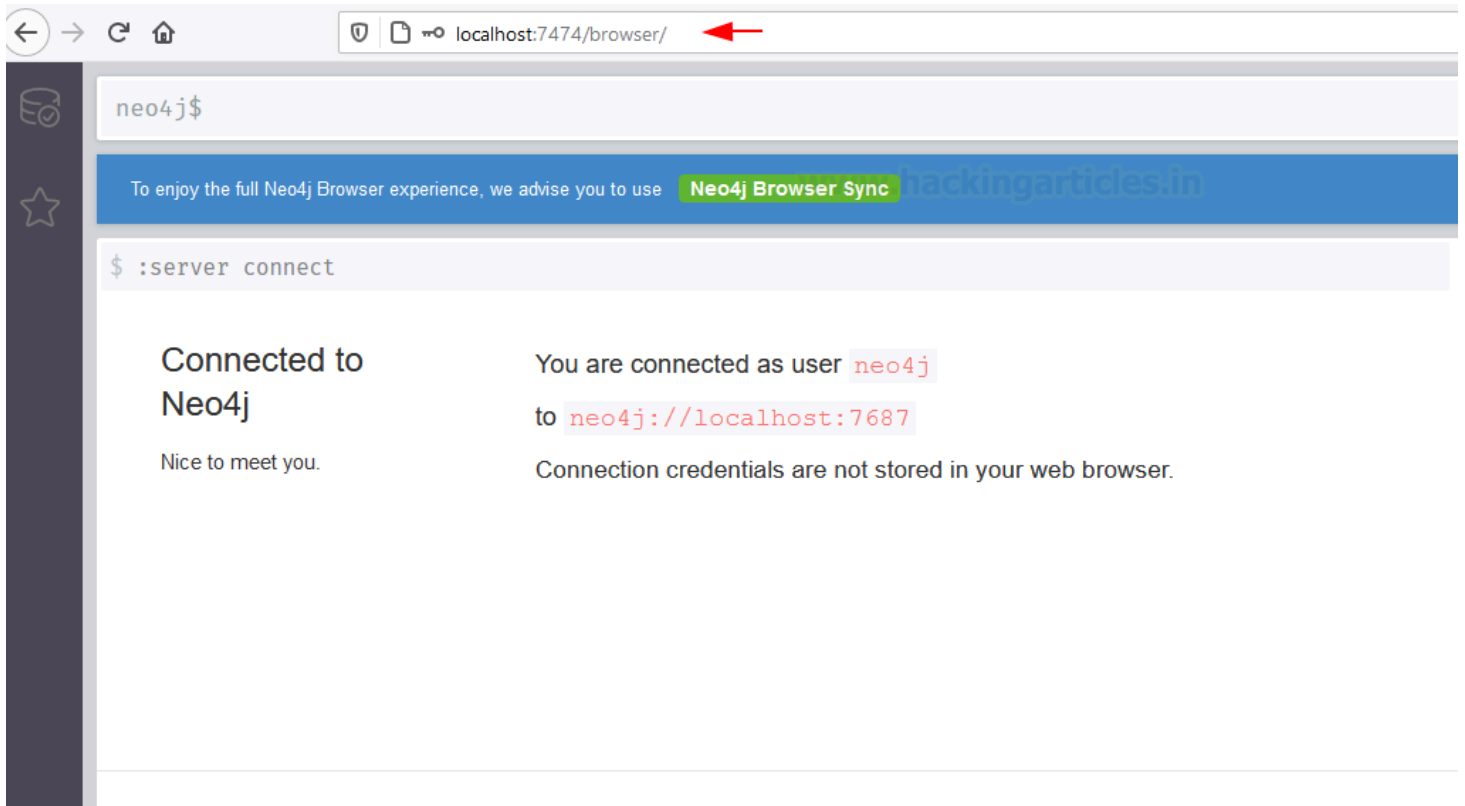 localhost:7474/browser/
neo4j$
To enjoy the full Neo4j Browser experience, we advise you to use Neo4j Browser Sync
www.hackingarticles.in
$ :server connect
Connected to
Neo4j
Nice to meet you.
You are connected as user neo4j
to neo4j://localhost:7687
Connection credentials are not stored in your web browser.